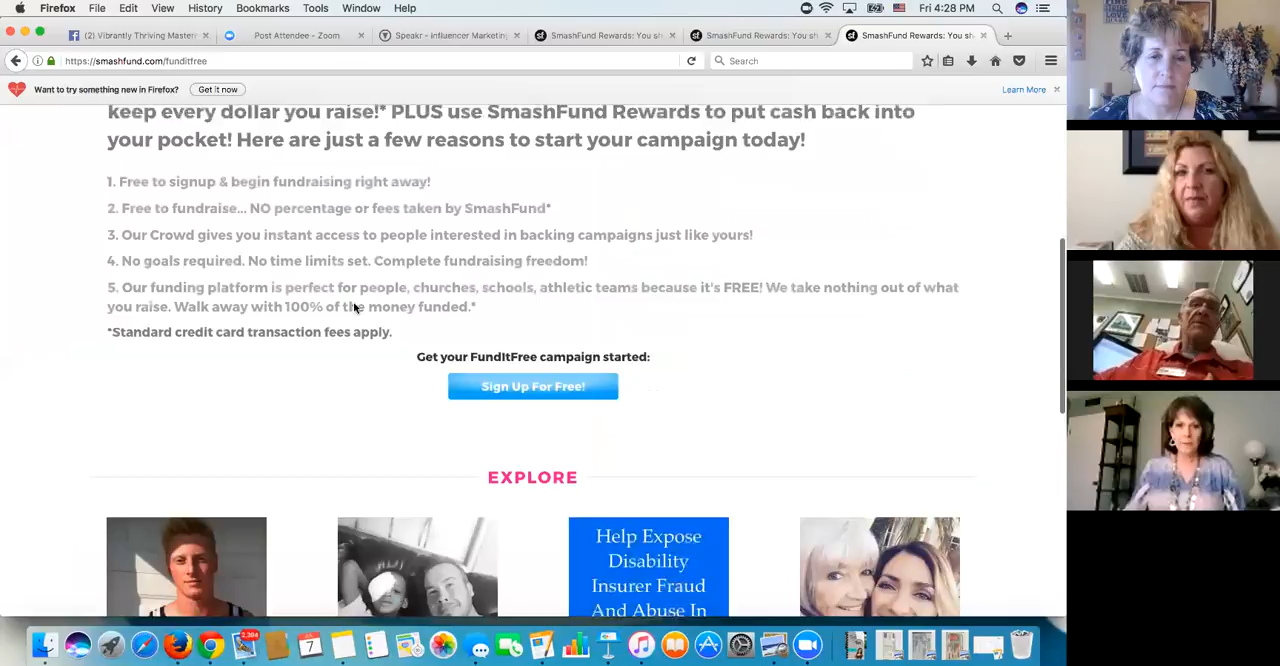 Firefox File Edit View History Bookmarks Tools Window Help
Fri 4:28 PM
(2) Vibrantly Thriving Masterm
Post Attendee - Zoom
Speakr - influencer Marketing
SmashFund Rewards: You sh
SmashFund Rewards: You sh
SmashFund Rewards: You sh
https://smashfund.com/funditfree
Search
Want to try something new in Firefox?
Get it now
Learn More
keep every dollar you raise!* PLUS use SmashFund Rewards to put cash back into
your pocket! Here are just a few reasons to start your campaign today!
1. Free to signup & begin fundraising right away!
2. Free to fundraise... NO percentage or fees taken by SmashFund*
3. Our Crowd gives you instant access to people interested in backing campaigns just like yours!
4. No goals required. No time limits set. Complete fundraising freedom!
5. Our funding platform is perfect for people, churches, schools, athletic teams because it's FREE! We take nothing out of what
you raise. Walk away with 100% of the money funded.*
*Standard credit card transaction fees apply.
Get your FundItFree campaign started:
Sign Up For Free!
EXPLORE
Help Expose
Disability
Insurer Fraud
And Abuse In
2,304
7